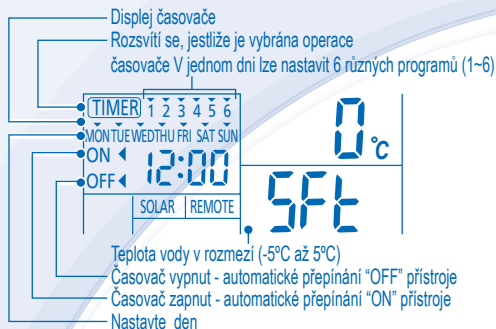 Displej časovače
Rozsvítí se, jestliže je vybrána operace
časovače V jednom dni lze nastavit 6 různých programů (1~6)
TIMER 1 2 3 4 5 6
MON TUE WED THU FRI SAT SUN
ON 12:00
OFF
0 °C
SOLAR REMOTE
SFt
Teplota vody v rozmezí (-5ºC až 5ºC)
Časovač vypnut - automatické přepínání “OFF” přístroje
Časovač zapnut - automatické přepínání “ON” přístroje
Nastavte den